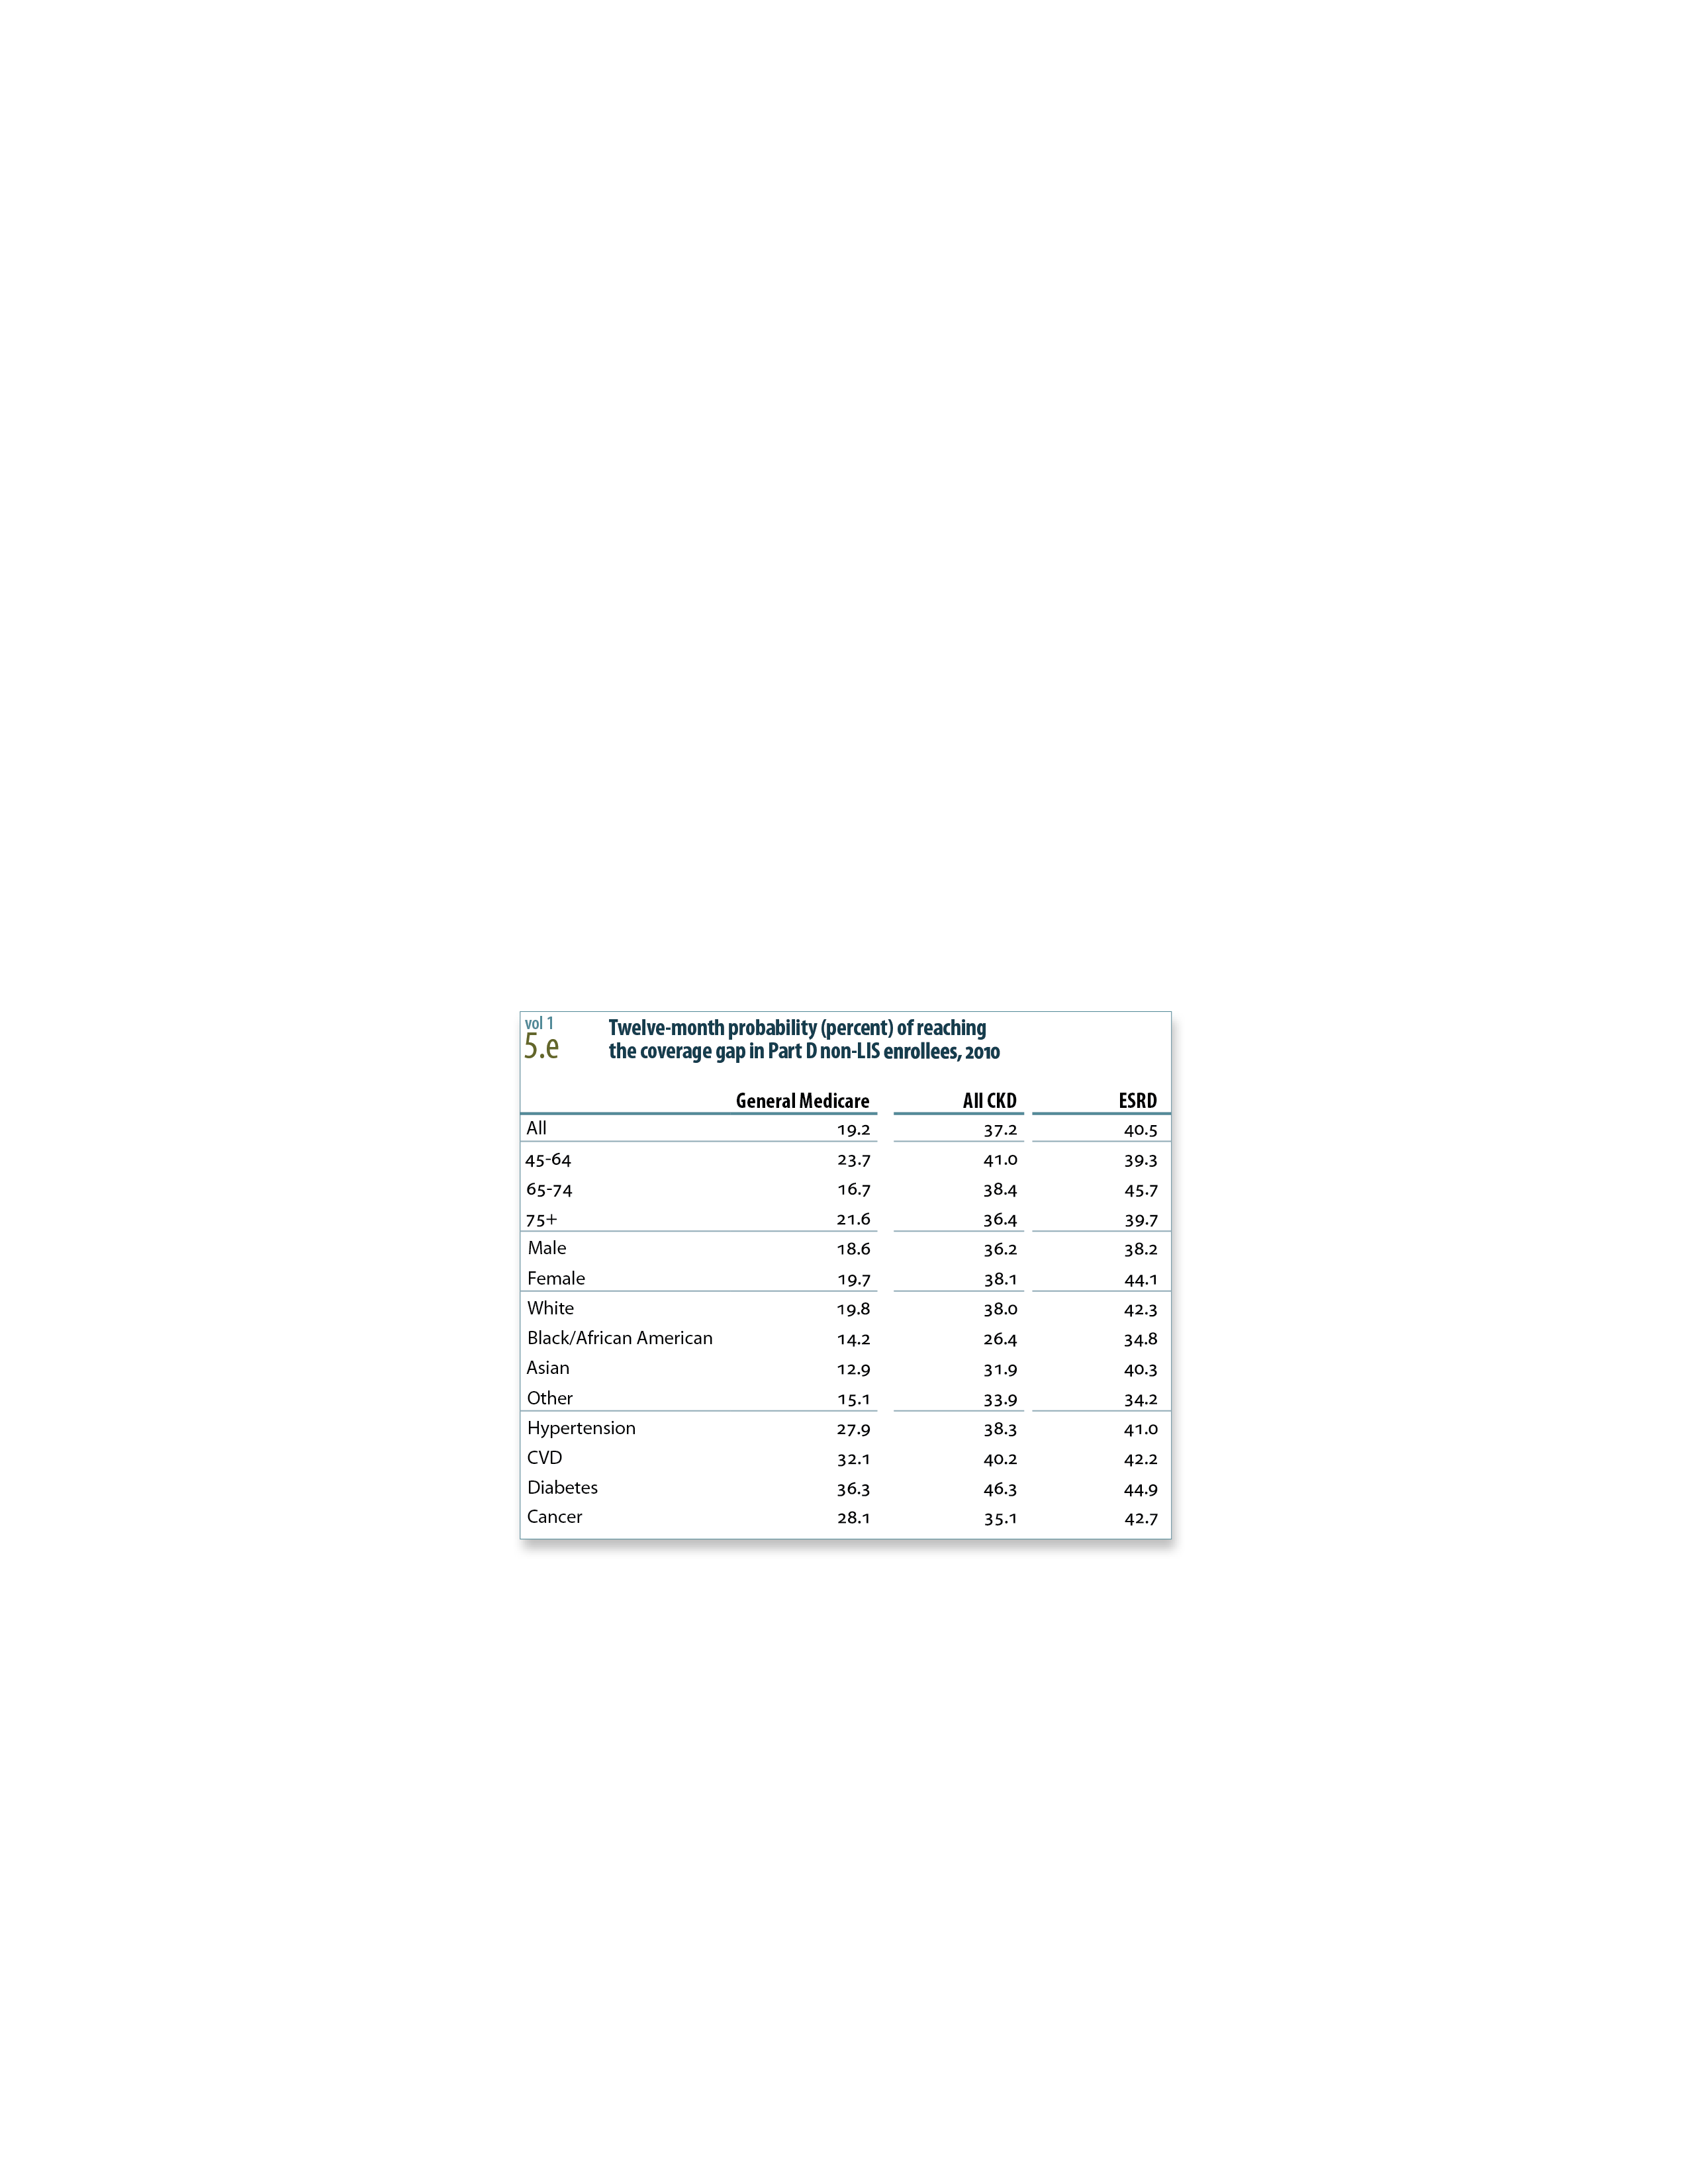 vol 1
5.e
Twelve-month probability (percent) of reaching
the coverage gap in Part D non-LIS enrollees, 2010
General Medicare All CKD ESRD
All 19.2 37.2 40.5
45-64 23.7 41.0 39.3
65-74 16.7 38.4 45.7
75+ 21.6 36.4 39.7
Male 18.6 36.2 38.2
Female 19.7 38.1 44.1
White 19.8 38.0 42.3
Black/African American 14.2 26.4 34.8
Asian 12.9 31.9 40.3
Other 15.1 33.9 34.2
Hypertension 27.9 38.3 41.0
CVD 32.1 40.2 42.2
Diabetes 36.3 46.3 44.9
Cancer 28.1 35.1 42.7